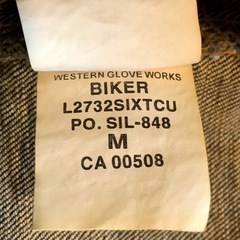 WESTERN GLOVE WORKS
BIKER
L2732SIXTCU
PO. SIL-848
M
CA 00508